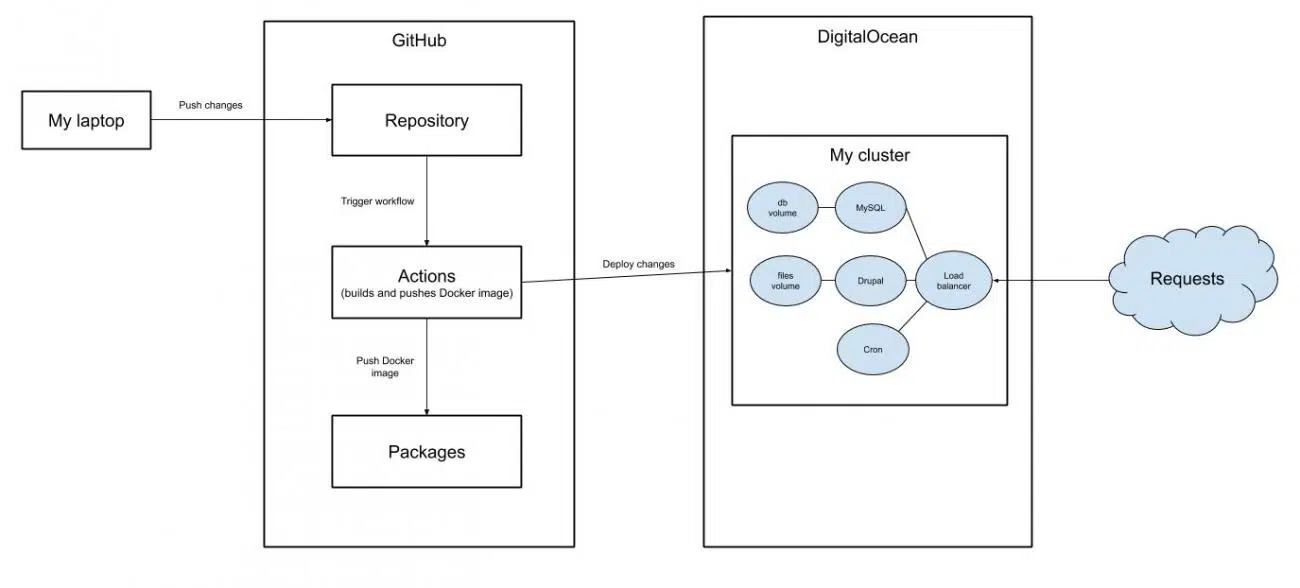 GitHub
DigitalOcean
My laptop
Push changes
Repository
Trigger workflow
Actions
(builds and pushes Docker image)
Push Docker
image
Packages
Deploy changes
My cluster
db
volume
MySQL
files
volume
Drupal
Load
balancer
Cron
Requests